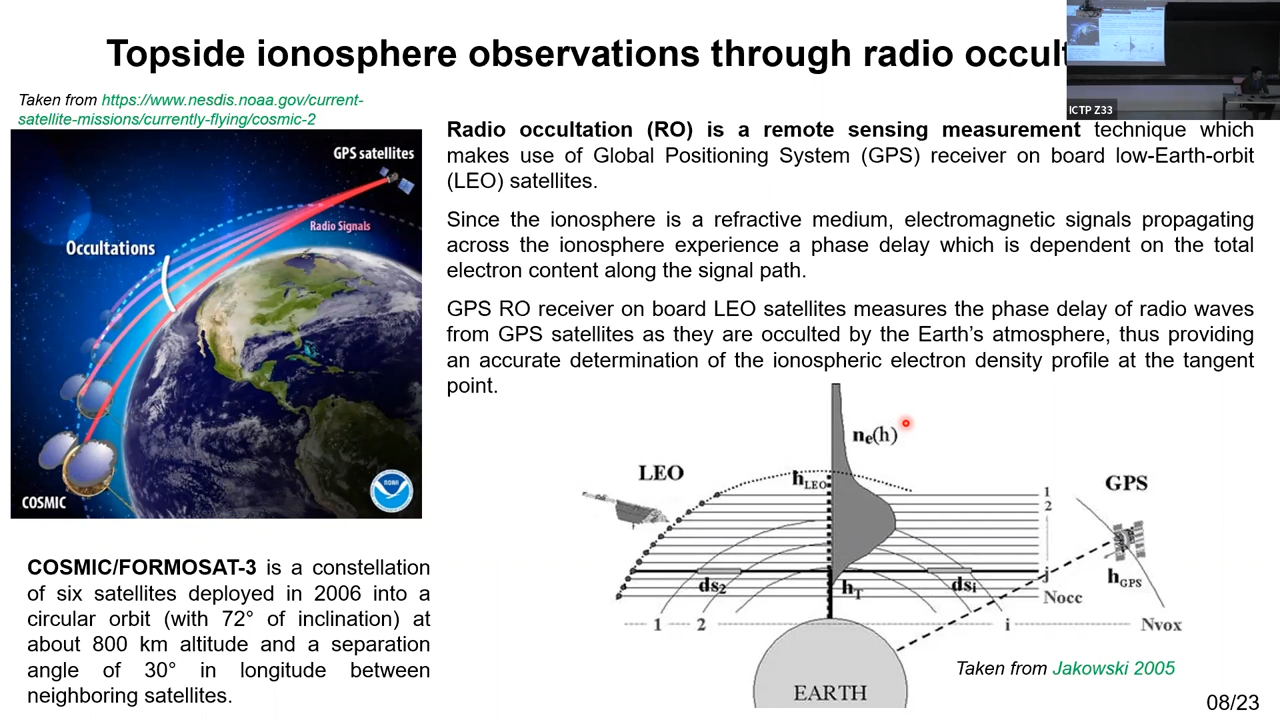 Topside ionosphere observations through radio occult
ICTP Z33
Taken from https://www.nesdis.noaa.gov/current-
satellite-missions/currently-flying/cosmic-2
GPS satellites
Radio Signals
Occultations
COSMIC
NOAA
Radio occultation (RO) is a remote sensing measurement technique which
makes use of Global Positioning System (GPS) receiver on board low-Earth-orbit
(LEO) satellites.
Since the ionosphere is a refractive medium, electromagnetic signals propagating
across the ionosphere experience a phase delay which is dependent on the total
electron content along the signal path.
GPS RO receiver on board LEO satellites measures the phase delay of radio waves
from GPS satellites as they are occulted by the Earth's atmosphere, thus providing
an accurate determination of the ionospheric electron density profile at the tangent
point.
COSMIC/FORMOSAT-3 is a constellation
of six satellites deployed in 2006 into a
circular orbit (with 72° of inclination) at
about 800 km altitude and a separation
angle of 30° in longitude between
neighboring satellites.
ne(h)
LEO
hLEO
GPS
1
2
j
hGPS
ds2
hT
dsi
Nocc
1 2 i Nvox
EARTH
Taken from Jakowski 2005
08/23